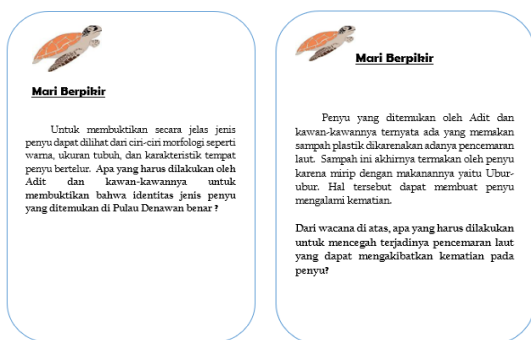 Mari Berpikir
Untuk membuktikan secara jelas jenis
penyu dapat dilihat dari ciri-ciri morfologi seperti
warna, ukuran tubuh, dan karakteristik tempat
penyu bertelur. Apa yang harus dilakukan oleh
Adit dan kawan-kawannya untuk
membuktikan bahwa identitas jenis penyu
yang ditemukan di Pulau Denawan benar ?
Mari Berpikir
Penyu yang ditemukan oleh Adit dan
kawan-kawannya ternyata ada yang memakan
sampah plastik dikarenakan adanya pencemaran
laut. Sampah ini akhirnya termakan oleh penyu
karena mirip dengan makanannya yaitu Ubur-
ubur. Hal tersebut dapat membuat penyu
mengalami kematian.
Dari wacana di atas, apa yang harus dilakukan
untuk mencegah terjadinya pencemaran laut
yang dapat mengakibatkan kematian pada
penyu?